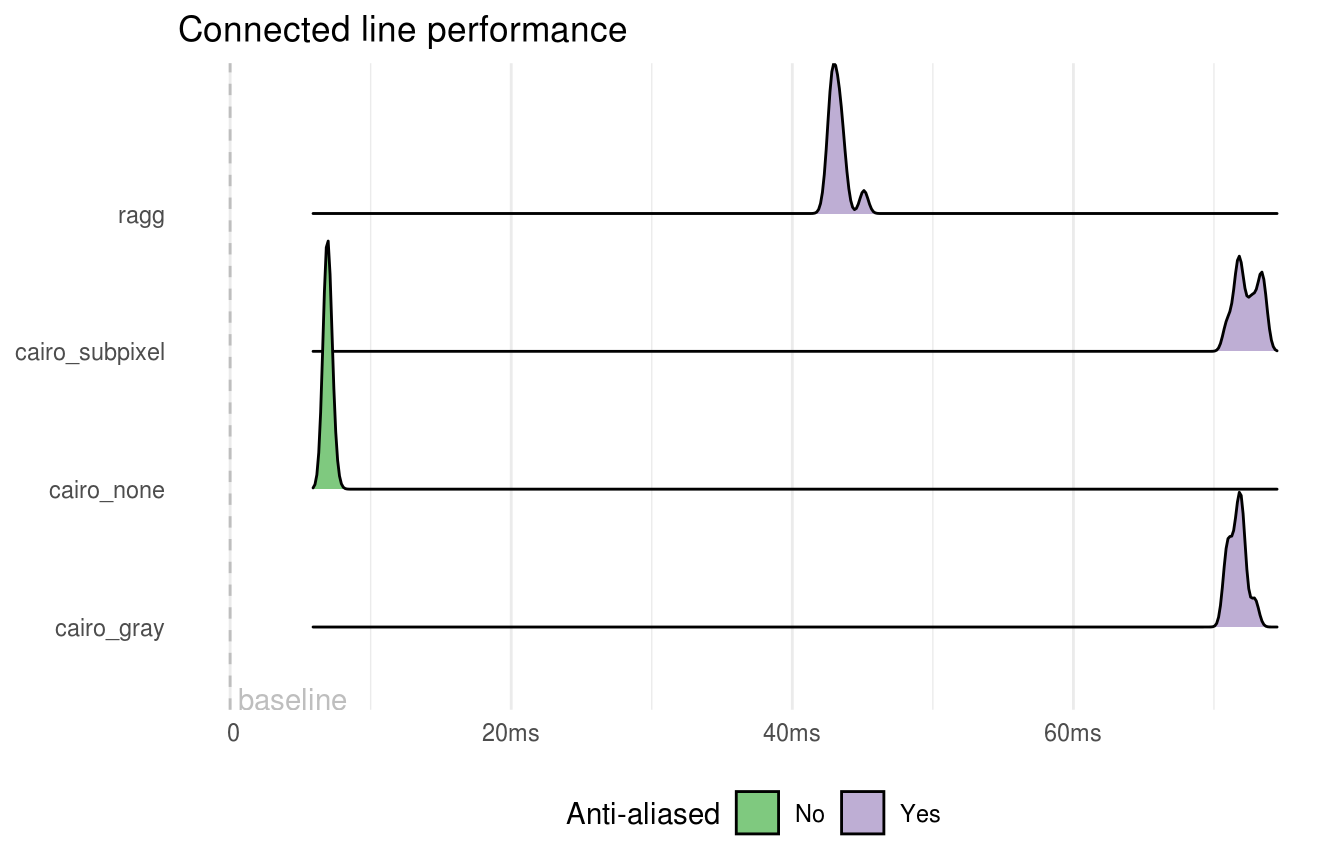 Connected line performance
ragg
cairo_subpixel
cairo_none
cairo_gray
baseline
0 20ms 40ms 60ms
Anti-aliased No Yes